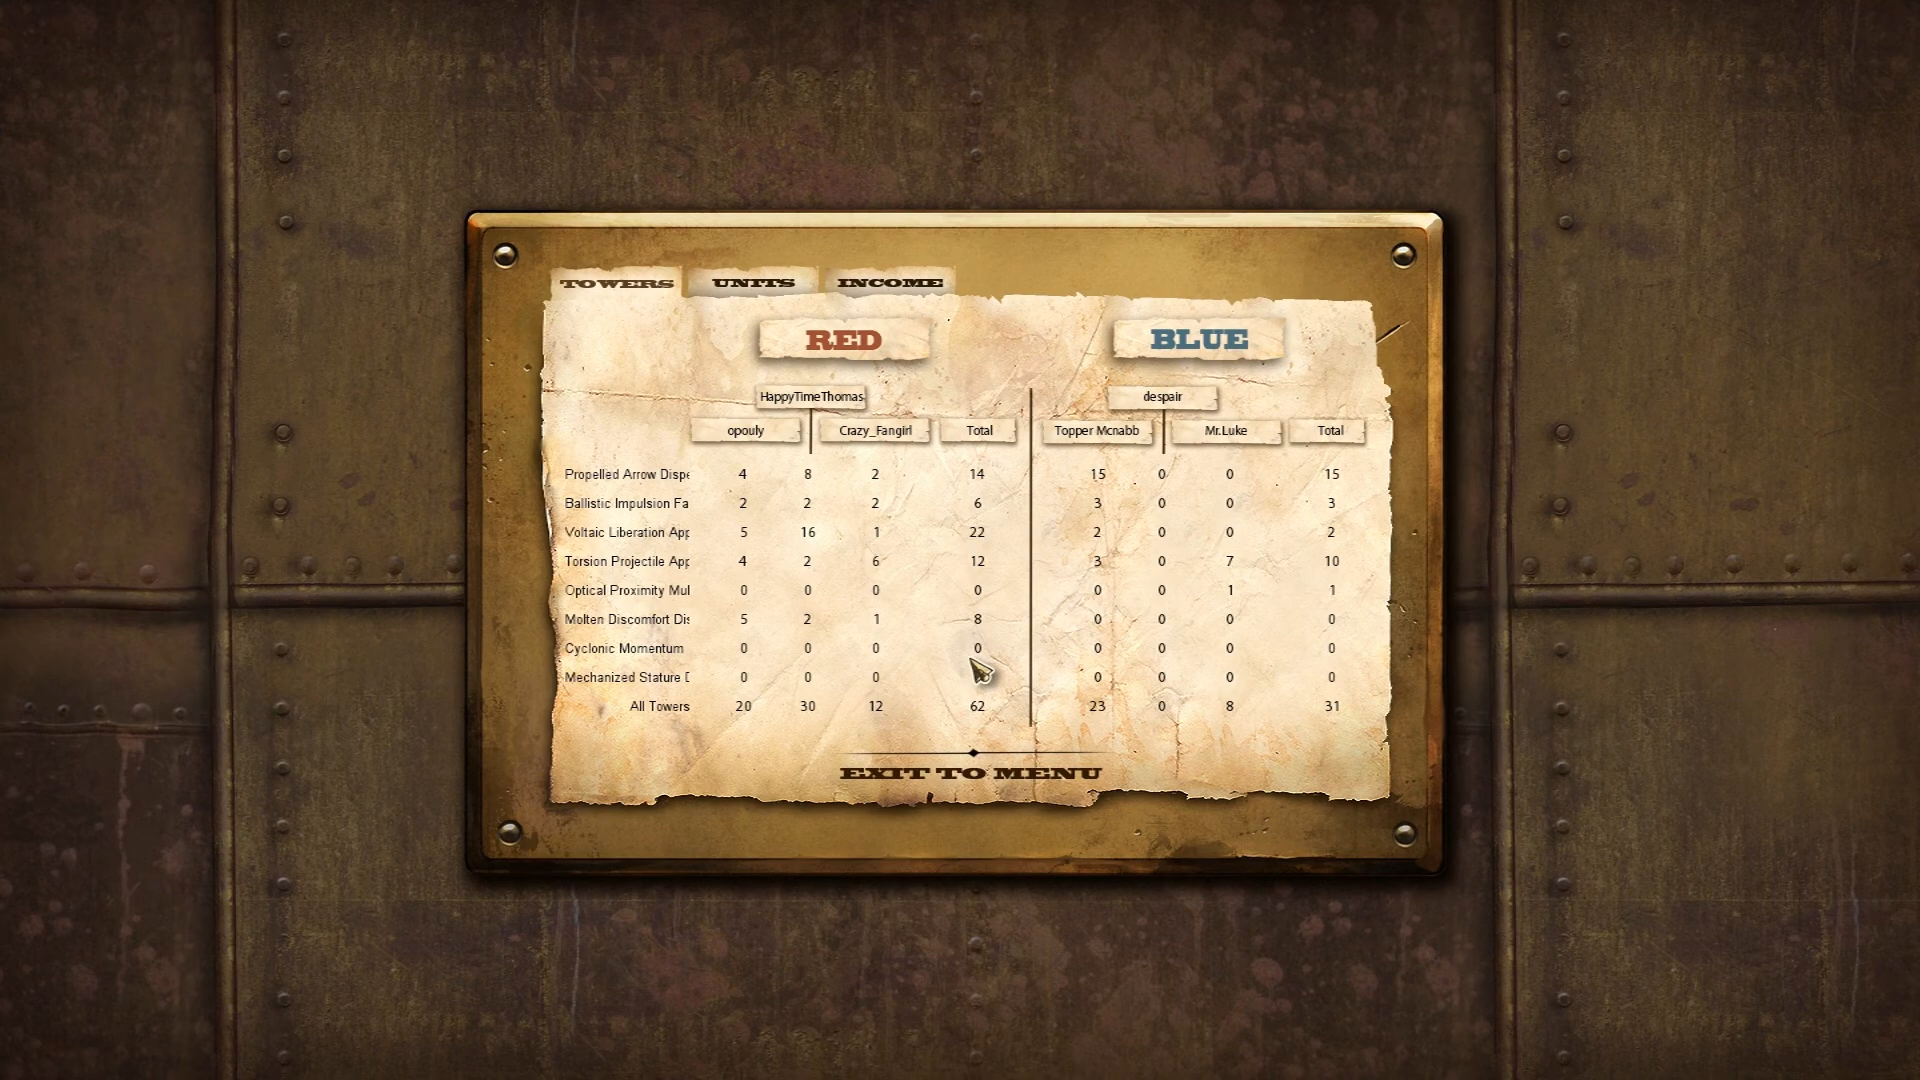 TOWERS UNITS INCOME
RED BLUE
HappyTimeThomas despair
opouly Crazy_Fangirl Total Topper Mcnabb Mr.Luke Total
Propelled Arrow Dispe 4 8 2 14 15 0 0 15
Ballistic Impulsion Fa 2 2 2 6 3 0 0 3
Voltaic Liberation App 5 16 1 22 2 0 0 2
Torsion Projectile App 4 2 6 12 3 0 7 10
Optical Proximity Mul 0 0 0 0 0 0 1 1
Molten Discomfort Dis 5 2 1 8 0 0 0 0
Cyclonic Momentum 0 0 0 0 0 0 0 0
Mechanized Stature D 0 0 0 0 0 0 0
All Towers 20 30 12 62 23 0 8 31
EXIT TO MENU